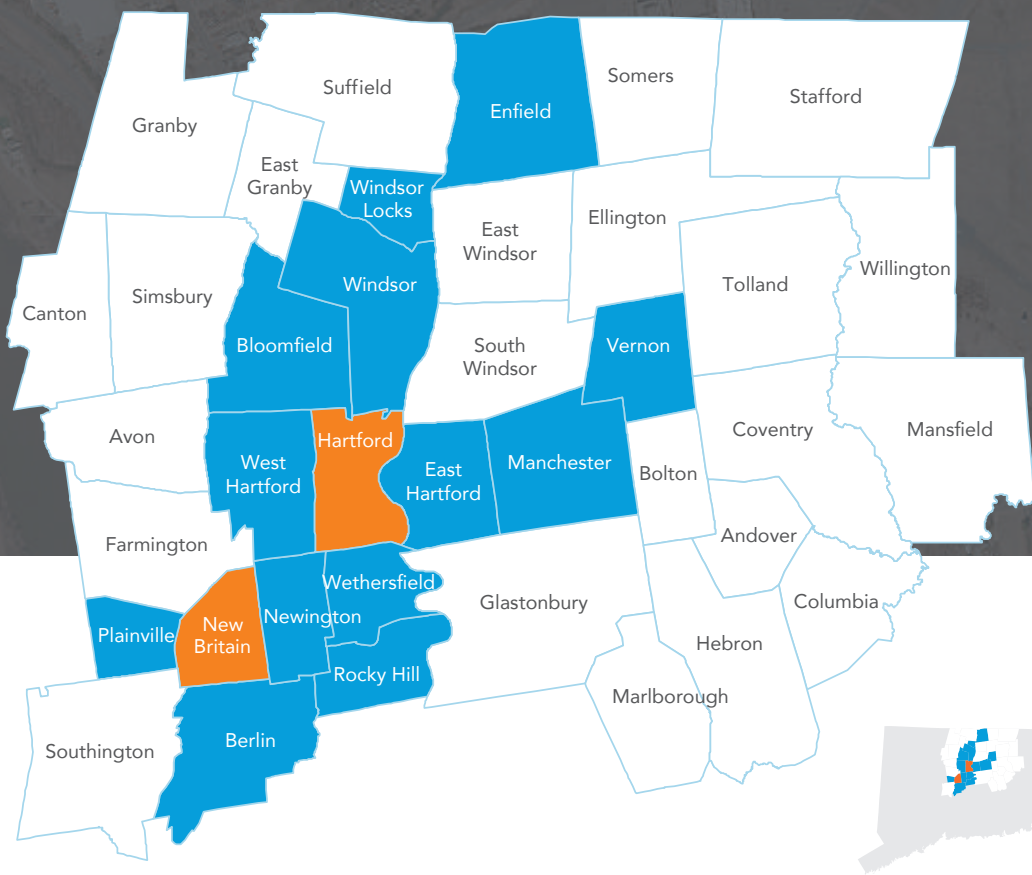 Granby
Suffield
Enfield
Somers
Stafford
East
Granby
Windsor
Locks
East
Windsor
Ellington
Canton
Simsbury
Windsor
Tolland
Willington
Bloomfield
South
Windsor
Vernon
Avon
West
Hartford
Hartford
East
Hartford
Manchester
Bolton
Coventry
Mansfield
Farmington
Andover
Plainville
New
Britain
Newington
Wethersfield
Glastonbury
Columbia
Hebron
Rocky Hill
Marlborough
Southington
Berlin